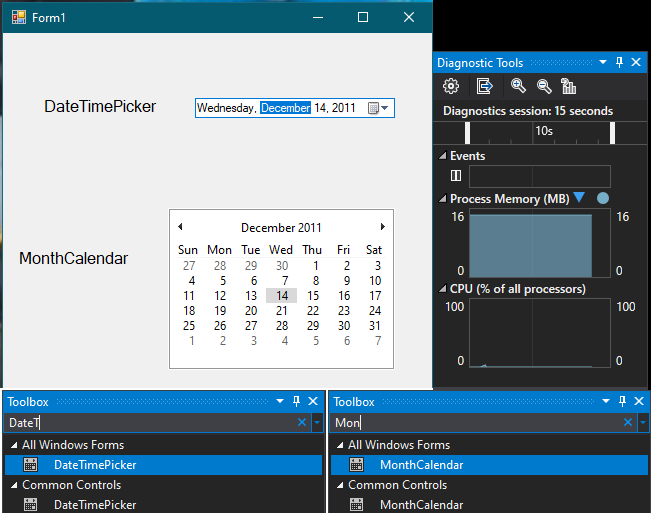 Form1
DateTimePicker
Wednesday, December 14, 2011
MonthCalendar
December 2011
Sun Mon Tue Wed Thu Fri Sat
27 28 29 30 1 2 3
4 5 6 7 8 9 10
11 12 13 14 15 16 17
18 19 20 21 22 23 24
25 26 27 28 29 30 31
1 2 3 4 5 6 7
Diagnostic Tools
Diagnostics session: 15 seconds
10s
Events
Process Memory (MB)
16 16
0 0
CPU (% of all processors)
100 100
0 0
Toolbox
DateT
All Windows Forms
DateTimePicker
Common Controls
DateTimePicker
Toolbox
Mon
All Windows Forms
MonthCalendar
Common Controls
MonthCalendar